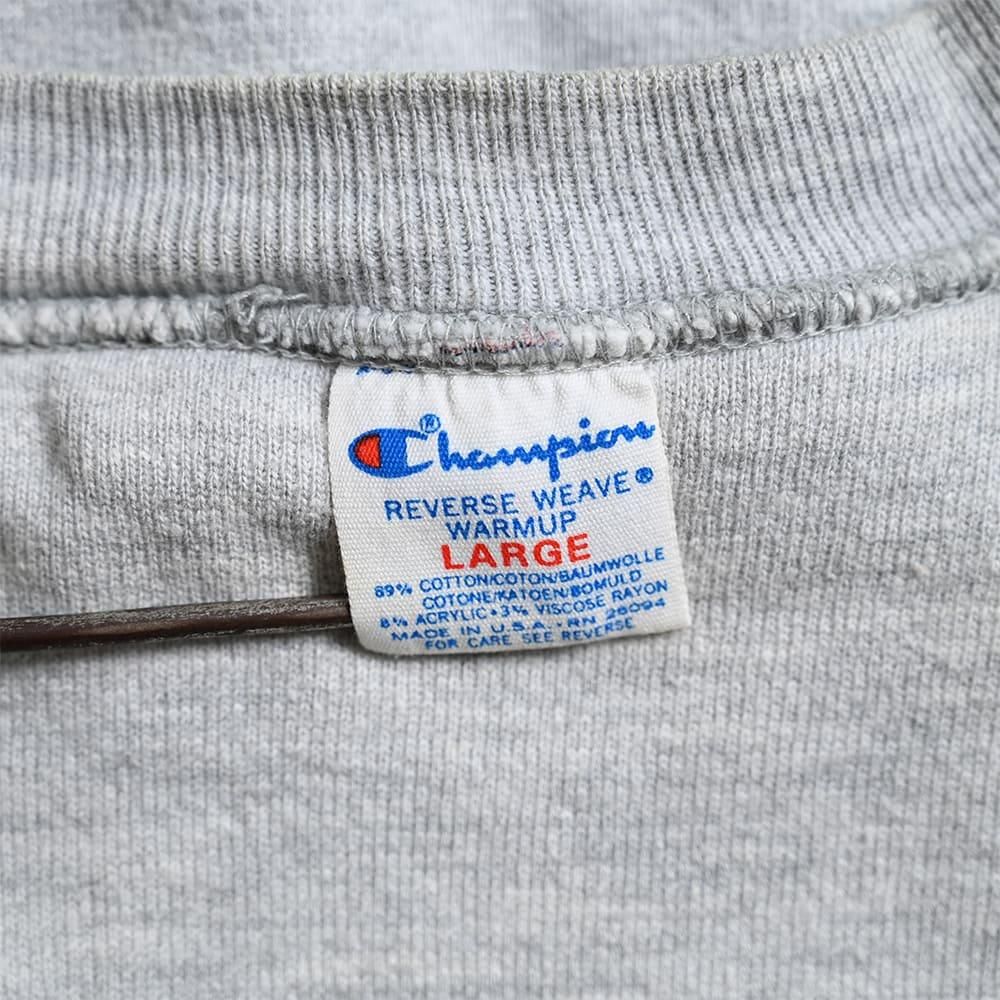 Champion®
REVERSE WEAVE®
WARMUP
LARGE
89% COTTON/COTON/BAUMWOLLE
COTONE/KATOEN/BOMULD
8% ACRYLIC•3% VISCOSE RAYON
MADE IN U.S.A.•RN 26094
FOR CARE SEE REVERSE